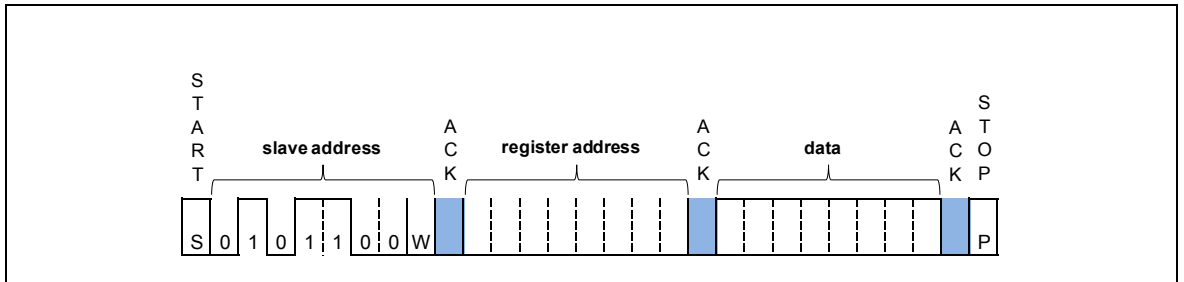 START
ACK
ACK
ACK
STOP
slave address
register address
data
S 0 1 0 1 1 0 0 W
P